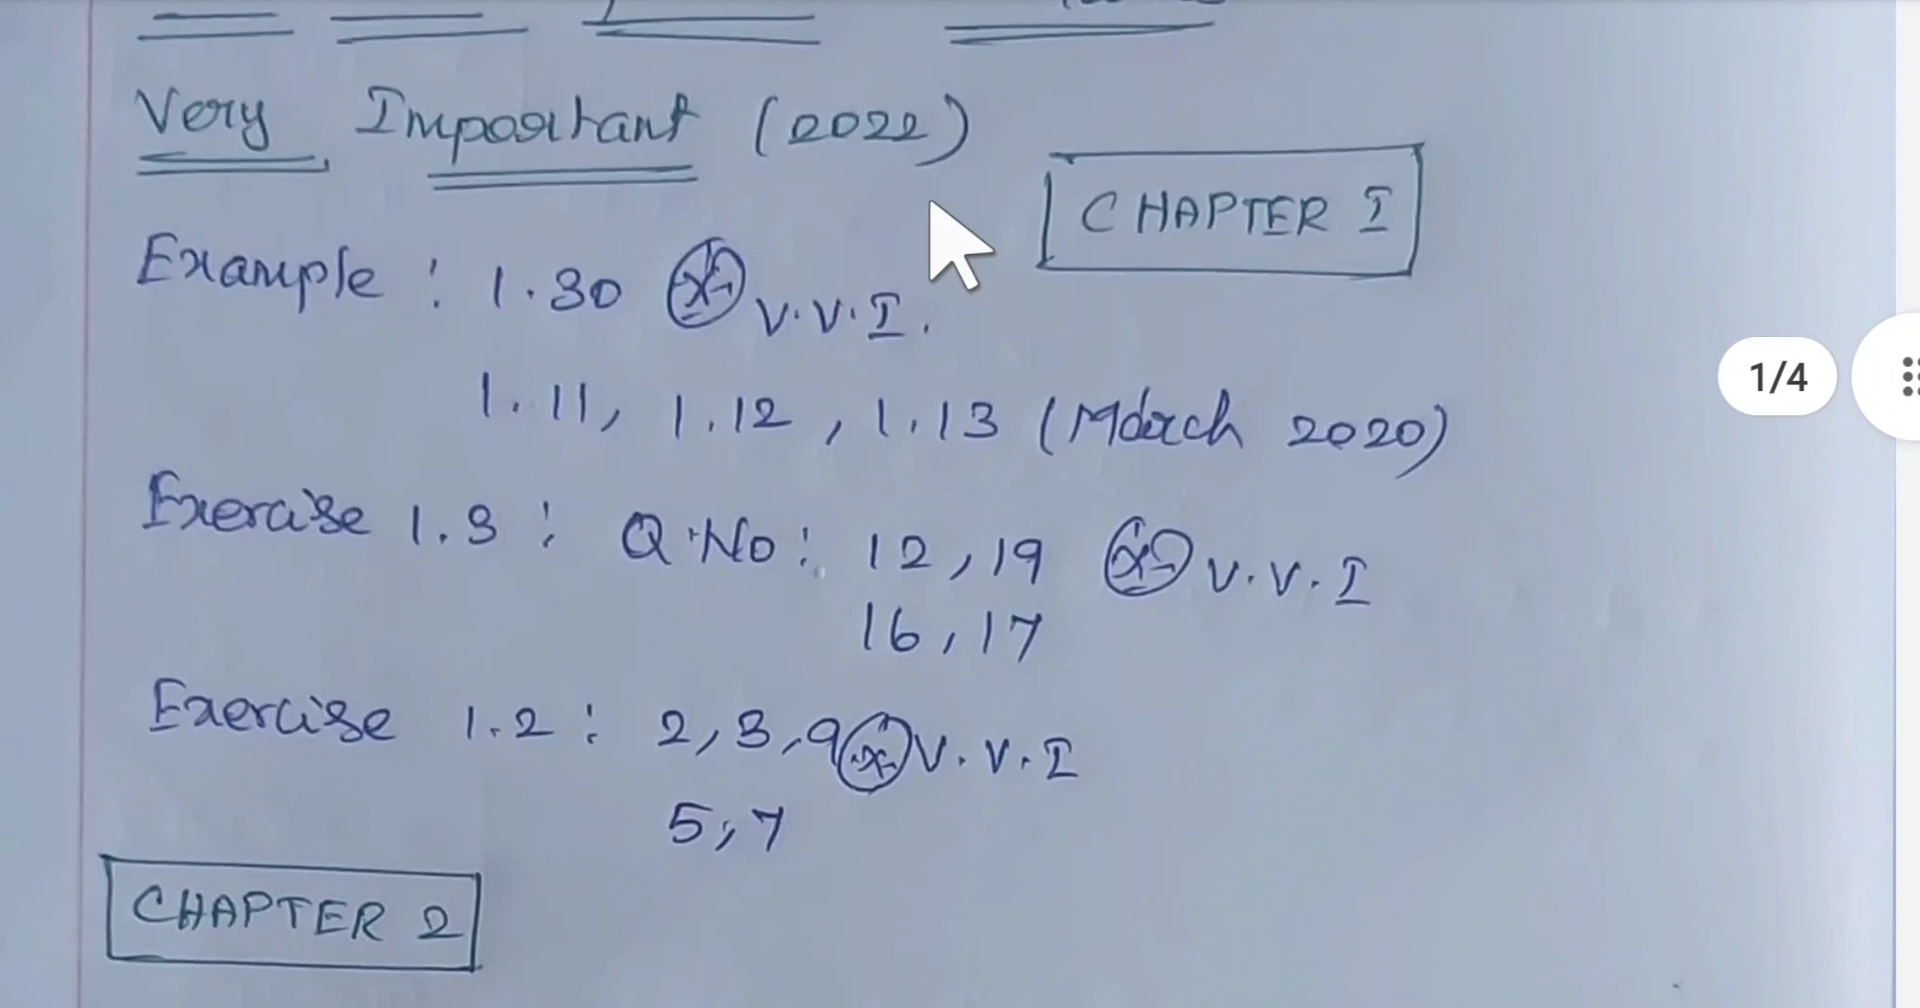 Very Important (2022)
CHAPTER I
Example : 1.30 V.V.I.
1.11, 1.12, 1.13 (March 2020)
Exercise 1.3 : Q.No: 12, 19 V.V.I
16, 17
Exercise 1.2 : 2, 3, 9 V.V.I
5, 7
CHAPTER 2
1/4